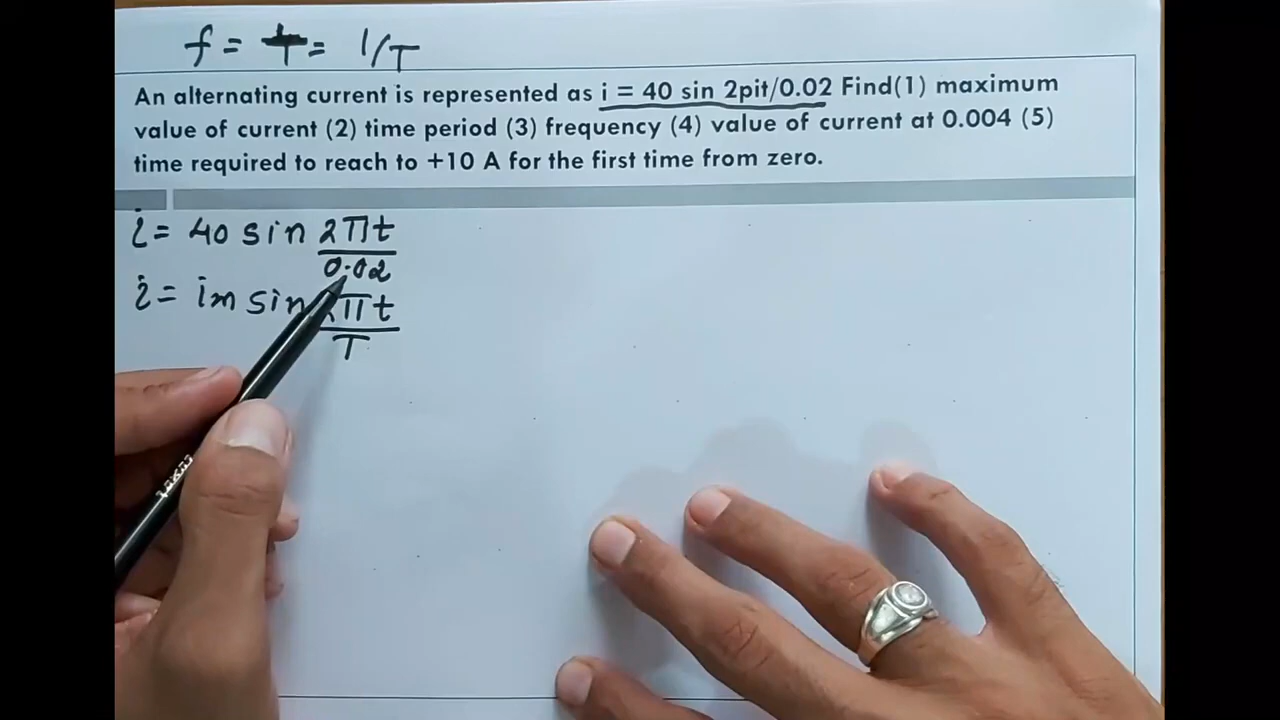 f = T = 1/T
An alternating current is represented as i = 40 sin 2pit/0.02 Find(1) maximum
value of current (2) time period (3) frequency (4) value of current at 0.004 (5)
time required to reach to +10 A for the first time from zero.
i = 40 sin 2πt/0.02
i = im sin 2πt/T